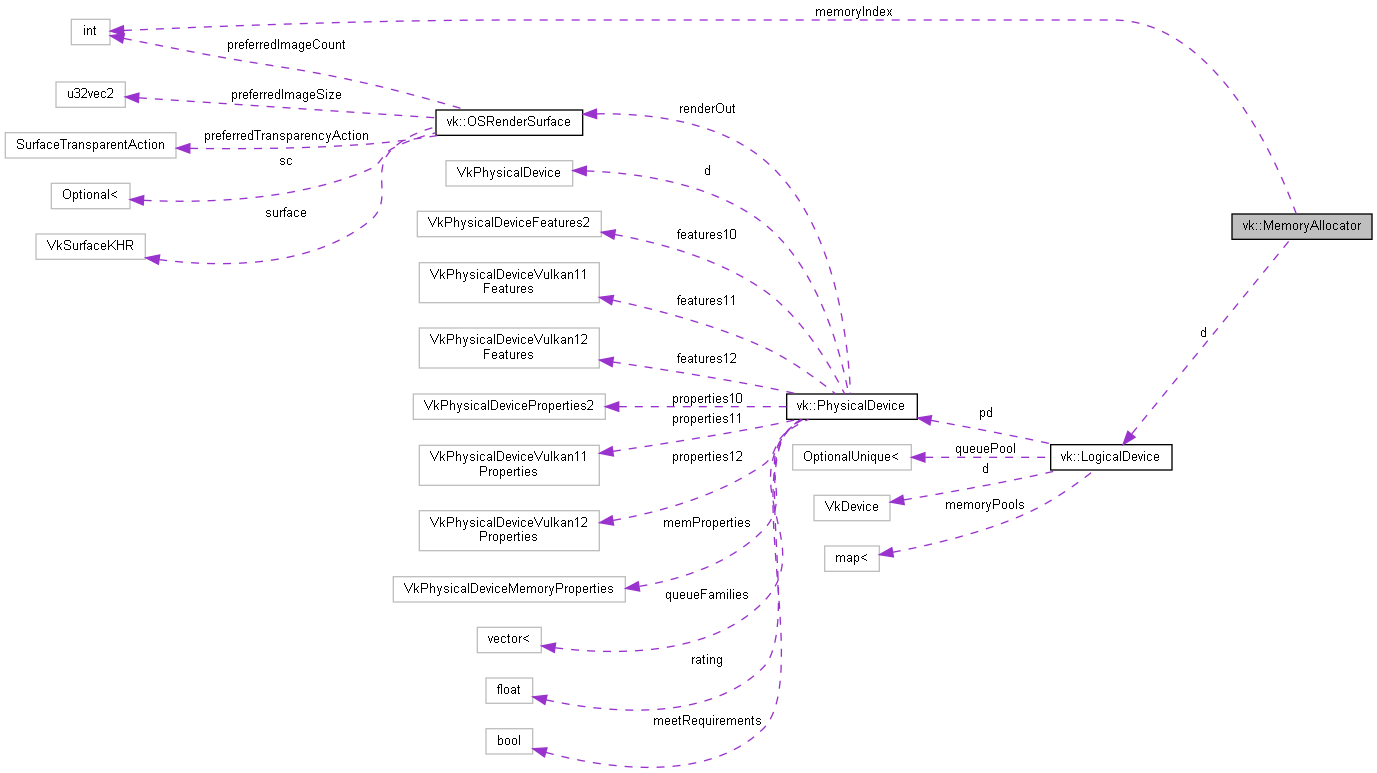 memoryIndex
int
preferredImageCount
u32vec2
preferredImageSize
renderOut
vk::OSRenderSurface
preferredTransparencyAction
SurfaceTransparentAction
sc
VkPhysicalDevice
d
Optional<
surface
VkPhysicalDeviceFeatures2
vk::MemoryAllocator
features10
VkSurfaceKHR
VkPhysicalDeviceVulkan11
Features
features11
VkPhysicalDeviceVulkan12
Features
d
features12
properties10
VkPhysicalDeviceProperties2
vk::PhysicalDevice
pd
properties11
queuePool
VkPhysicalDeviceVulkan11
Properties
properties12
OptionalUnique<
vk::LogicalDevice
d
VkDevice
memoryPools
VkPhysicalDeviceVulkan12
Properties
memProperties
map<
VkPhysicalDeviceMemoryProperties
queueFamilies
vector<
rating
float
meetRequirements
bool